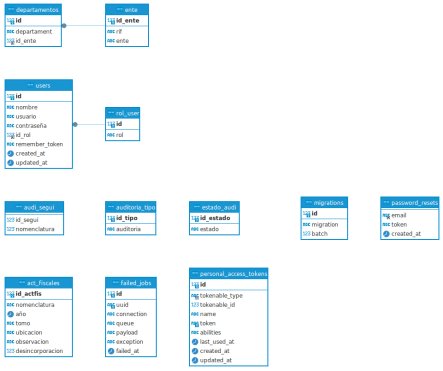 departamentos
id
departament
id_ente
ente
id_ente
rif
ente
users
id
nombre
usuario
contraseña
id_rol
remember_token
created_at
updated_at
rol_user
id
rol
audi_segui
id_segui
nomenclatura
auditoria_tipo
id_tipo
auditoria
estado_audi
id_estado
estado
migrations
id
migration
batch
password_resets
email
token
created_at
act_fiscales
id_actfis
nomenclatura
año
tomo
ubicacion
observacion
desincorporacion
failed_jobs
id
uuid
connection
queue
payload
exception
failed_at
personal_access_tokens
id
tokenable_type
tokenable_id
name
token
abilities
last_used_at
created_at
updated_at